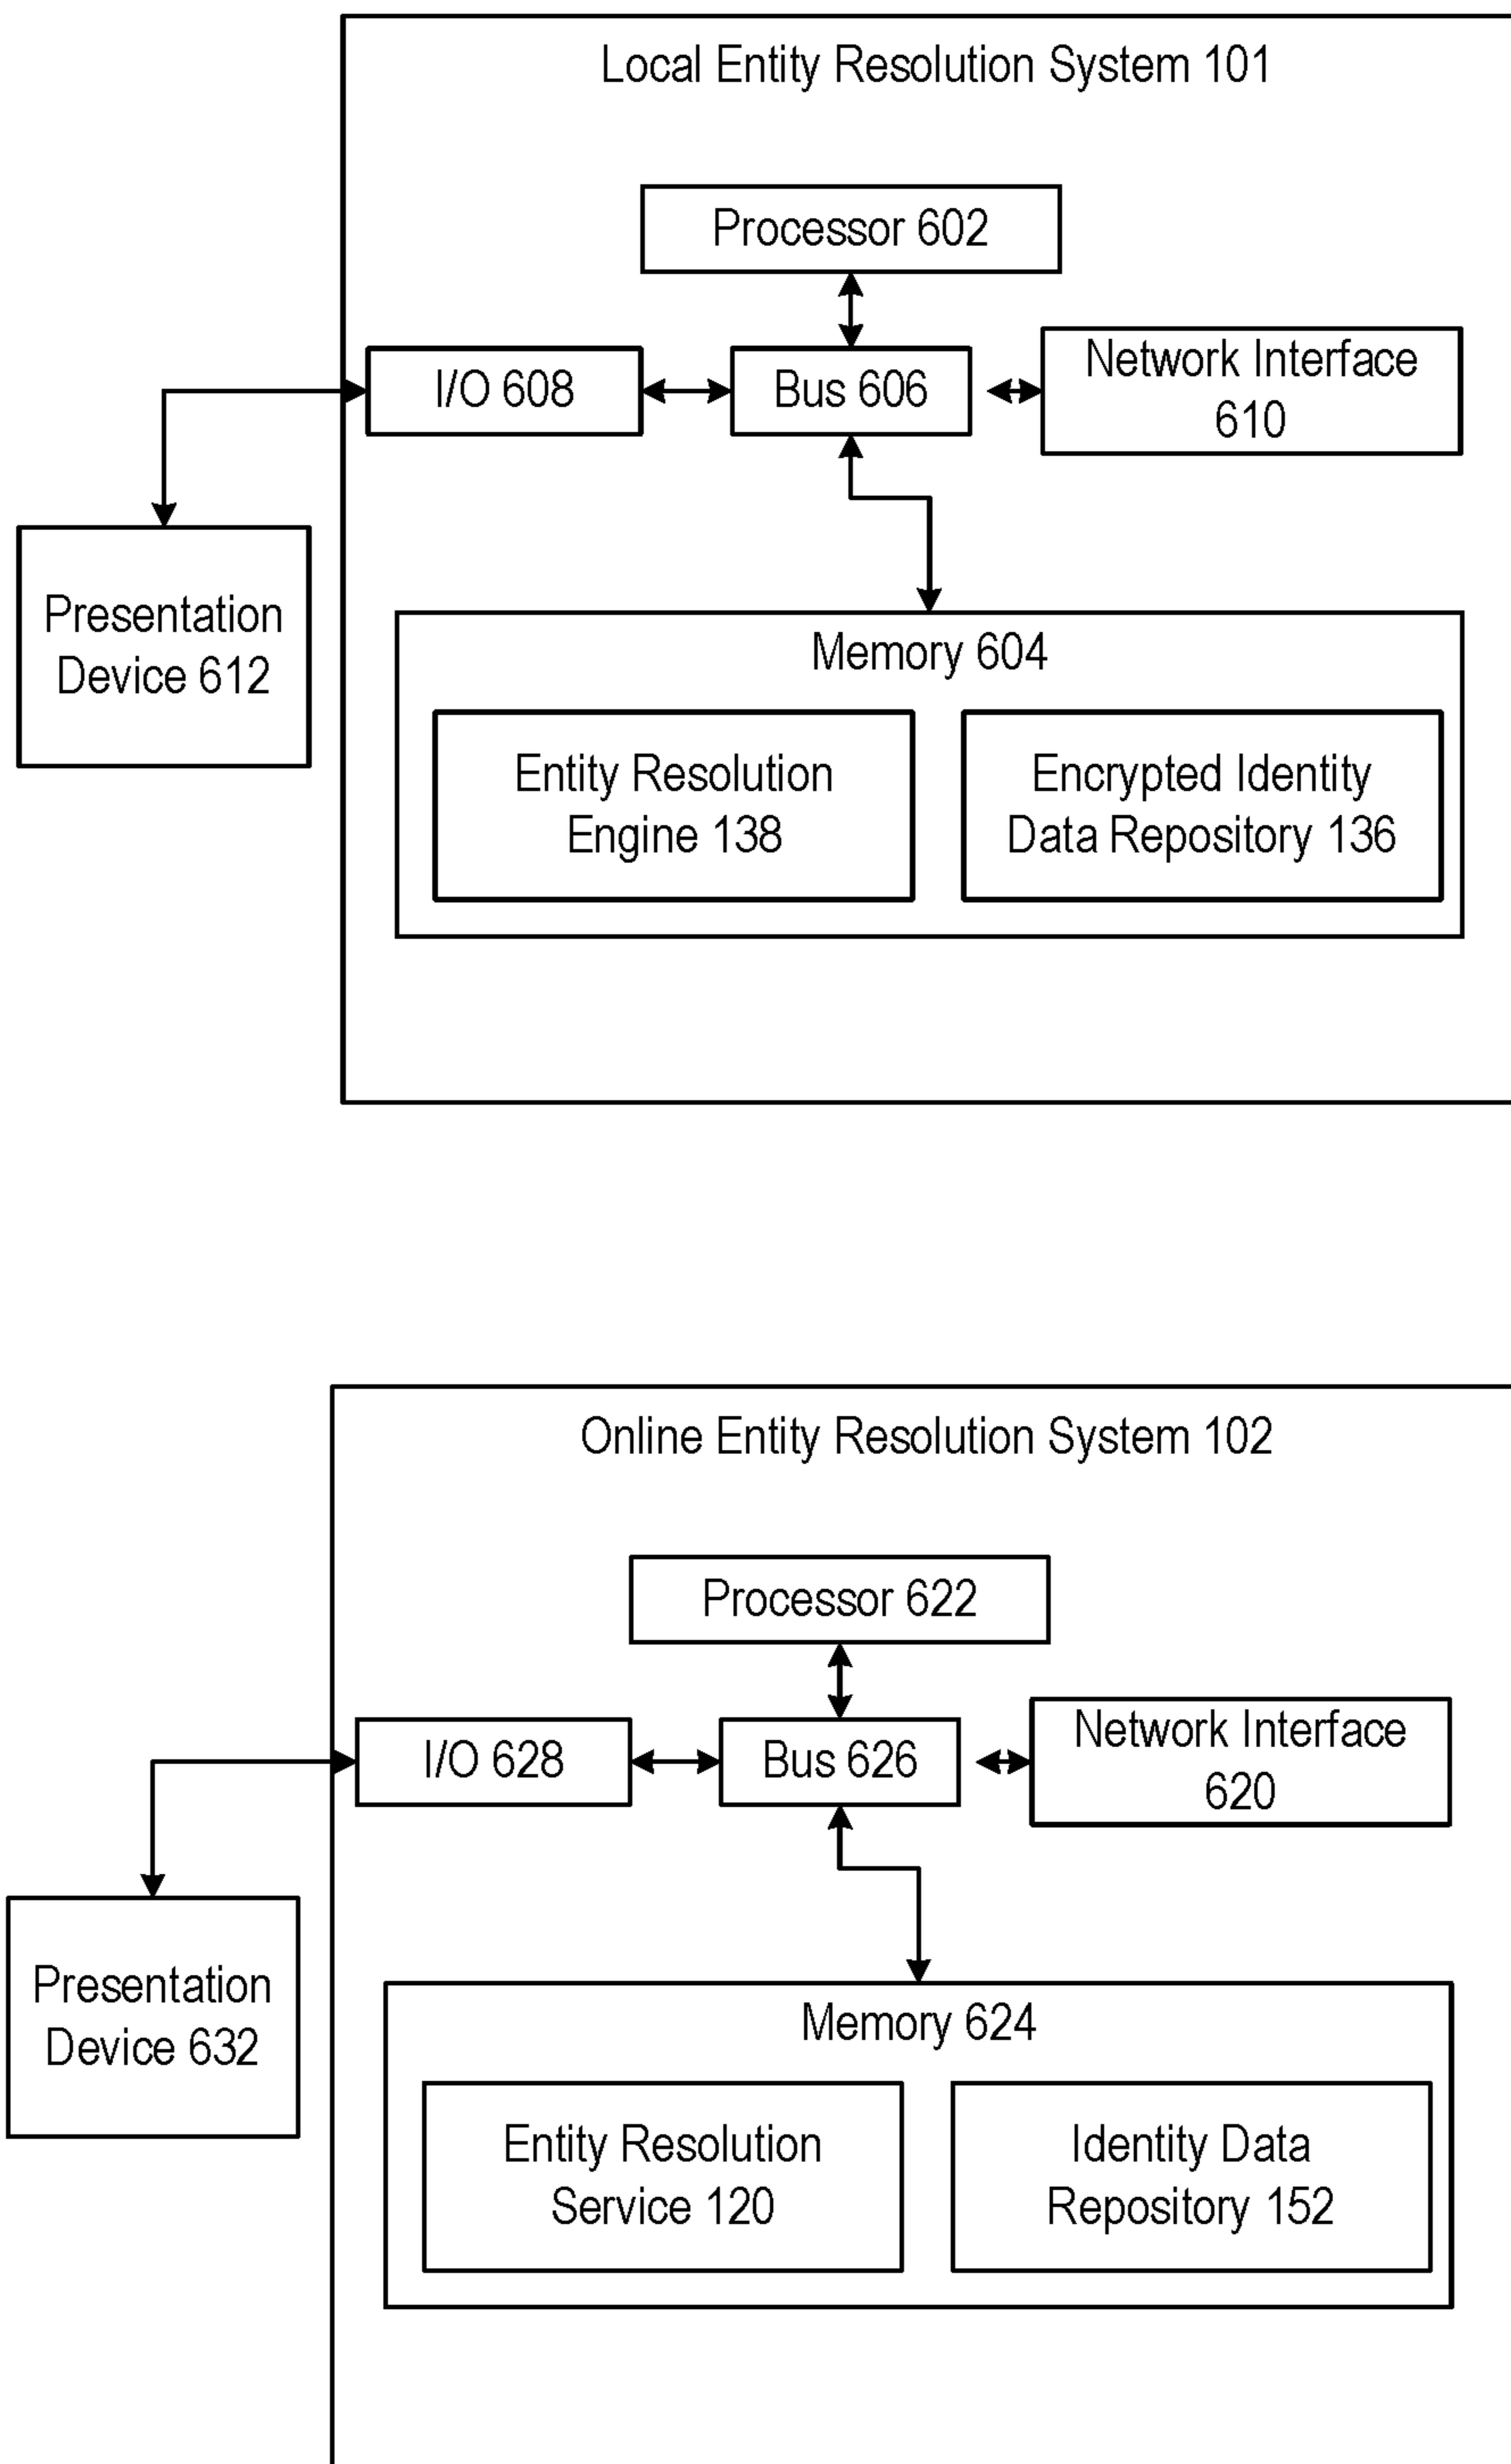 Local Entity Resolution System 101
Processor 602
I/O 608
Bus 606
Network Interface
610
Presentation
Device 612
Memory 604
Entity Resolution
Engine 138
Encrypted Identity
Data Repository 136
Online Entity Resolution System 102
Processor 622
I/O 628
Bus 626
Network Interface
620
Presentation
Device 632
Memory 624
Entity Resolution
Service 120
Identity Data
Repository 152